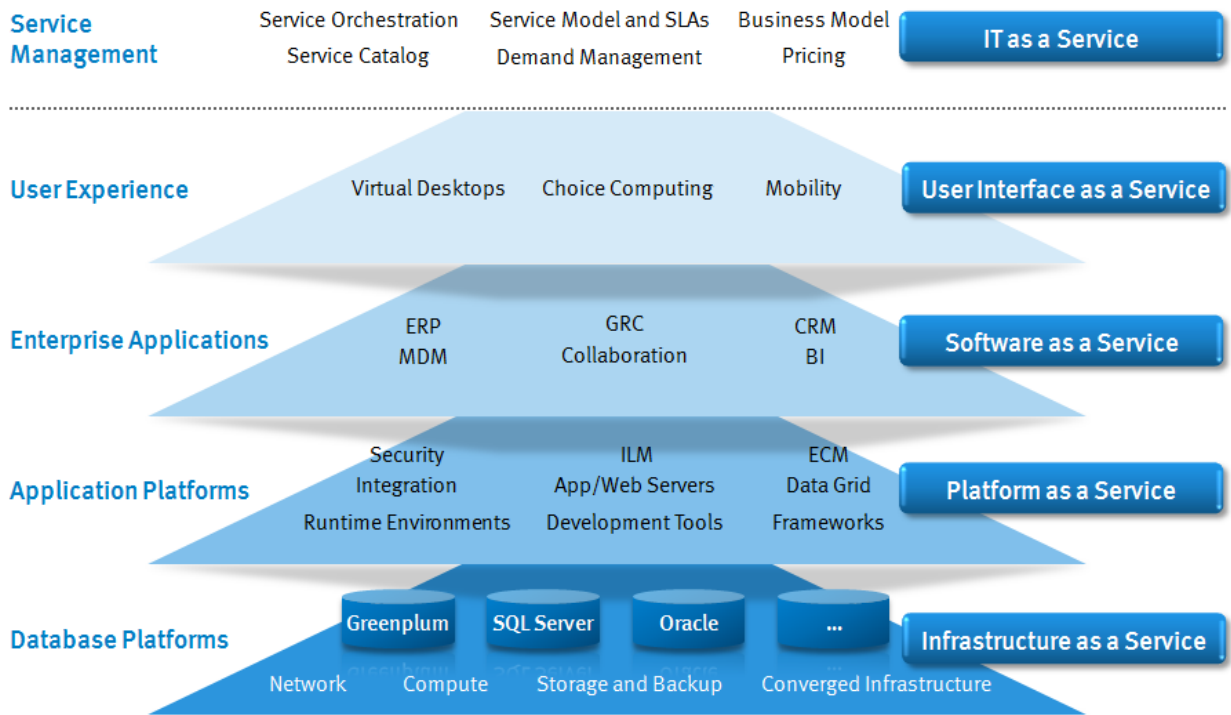 Service Management
Service Orchestration Service Model and SLAs Business Model
Service Catalog Demand Management Pricing
IT as a Service
User Experience
Virtual Desktops Choice Computing Mobility
User Interface as a Service
Enterprise Applications
ERP GRC CRM
MDM Collaboration BI
Software as a Service
Application Platforms
Security ILM ECM
Integration App/Web Servers Data Grid
Runtime Environments Development Tools Frameworks
Platform as a Service
Database Platforms
Greenplum SQL Server Oracle ...
Network Compute Storage and Backup Converged Infrastructure
Infrastructure as a Service